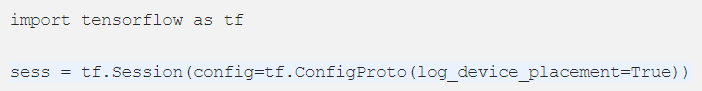 import tensorflow as tf
sess = tf.Session(config=tf.ConfigProto(log_device_placement=True))